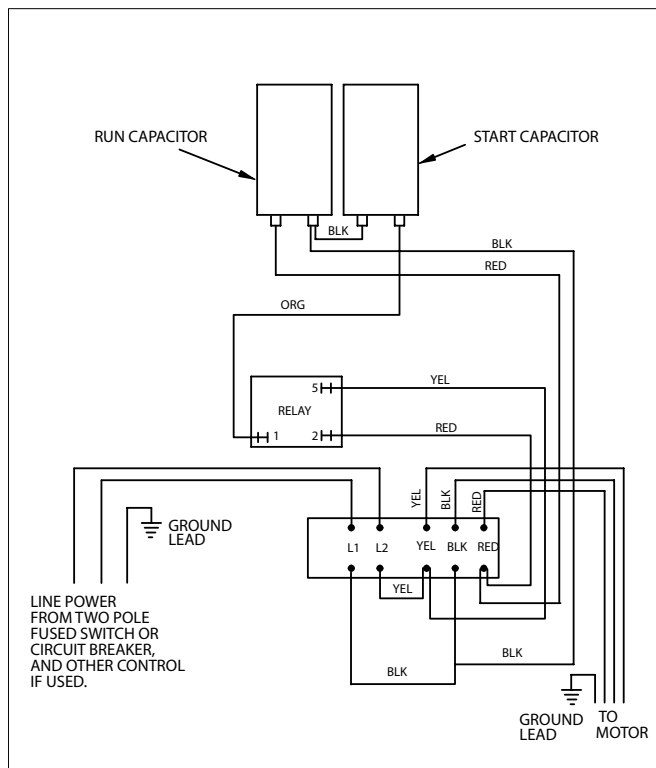 RUN CAPACITOR
START CAPACITOR
BLK
BLK
RED
ORG
YEL
5
RELAY
1
2
RED
YEL
BLK
RED
GROUND
LEAD
L1 L2 YEL BLK RED
YEL
LINE POWER
FROM TWO POLE
FUSED SWITCH OR
CIRCUIT BREAKER,
AND OTHER CONTROL
IF USED.
BLK
BLK
GROUND
LEAD
TO
MOTOR